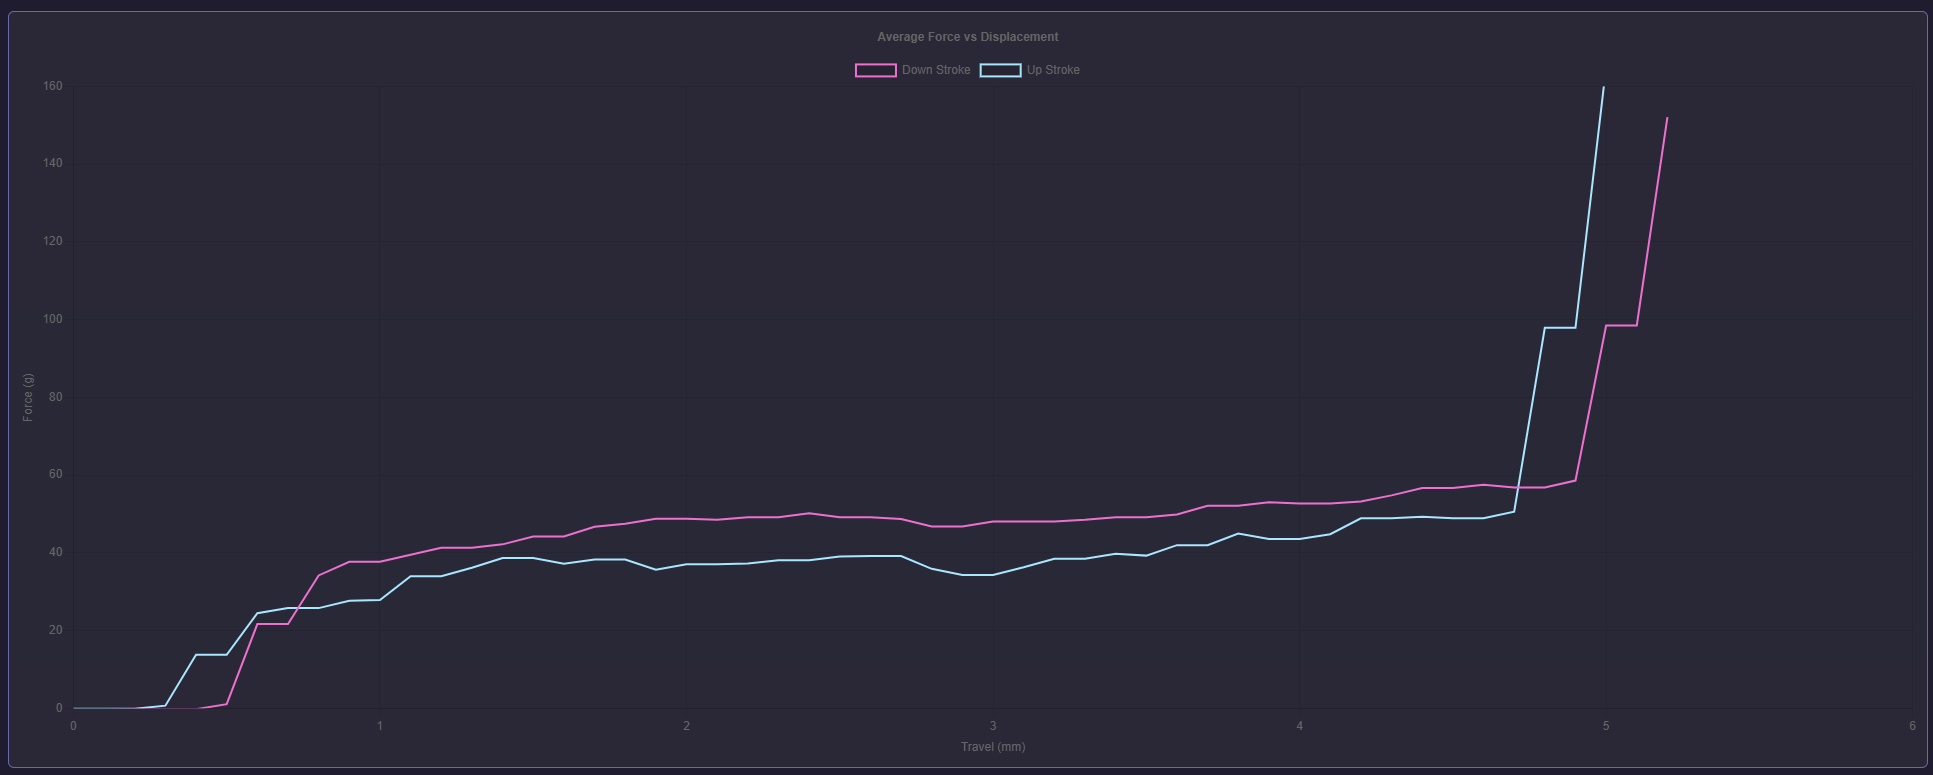 Average Force vs Displacement
Down Stroke Up Stroke
160
140
120
100
80
60
40
20
0
Force (g)
0 1 2 3 4 5 6
Travel (mm)